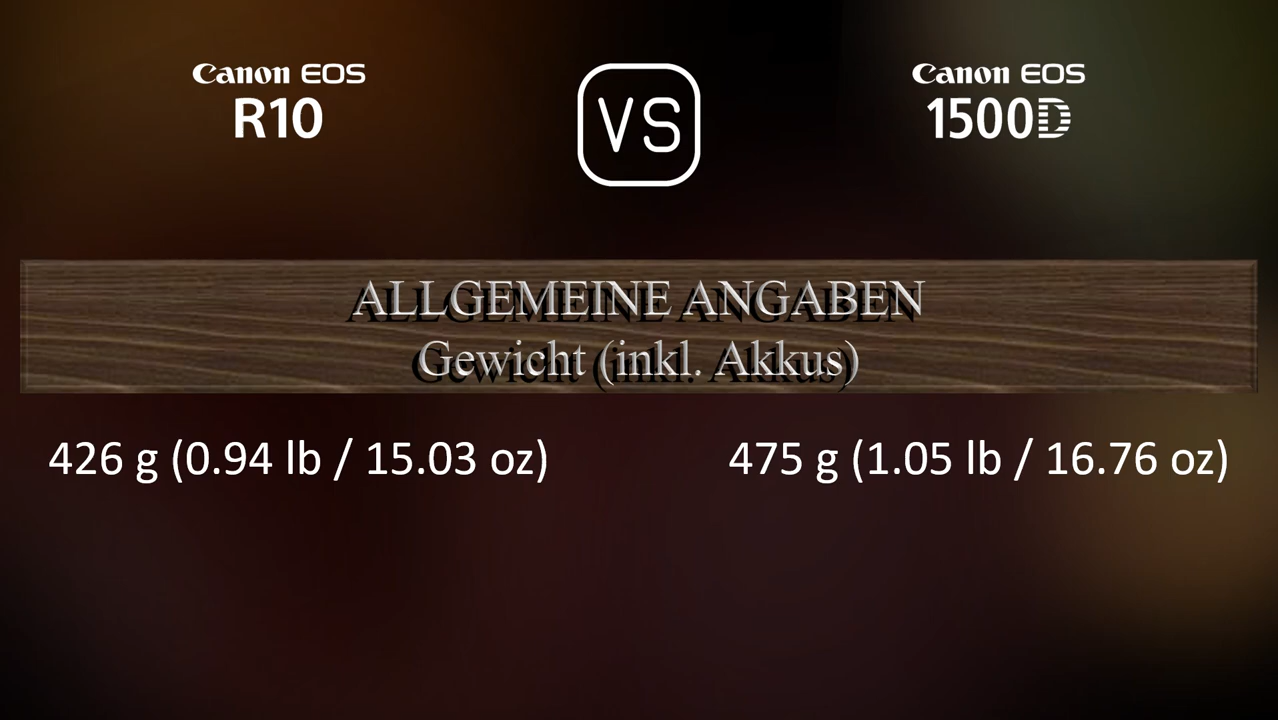 Canon EOS
R10
VS
Canon EOS
1500D
ALLGEMEINE ANGABEN
Gewicht (inkl. Akkus)
426 g (0.94 lb / 15.03 oz)
475 g (1.05 lb / 16.76 oz)